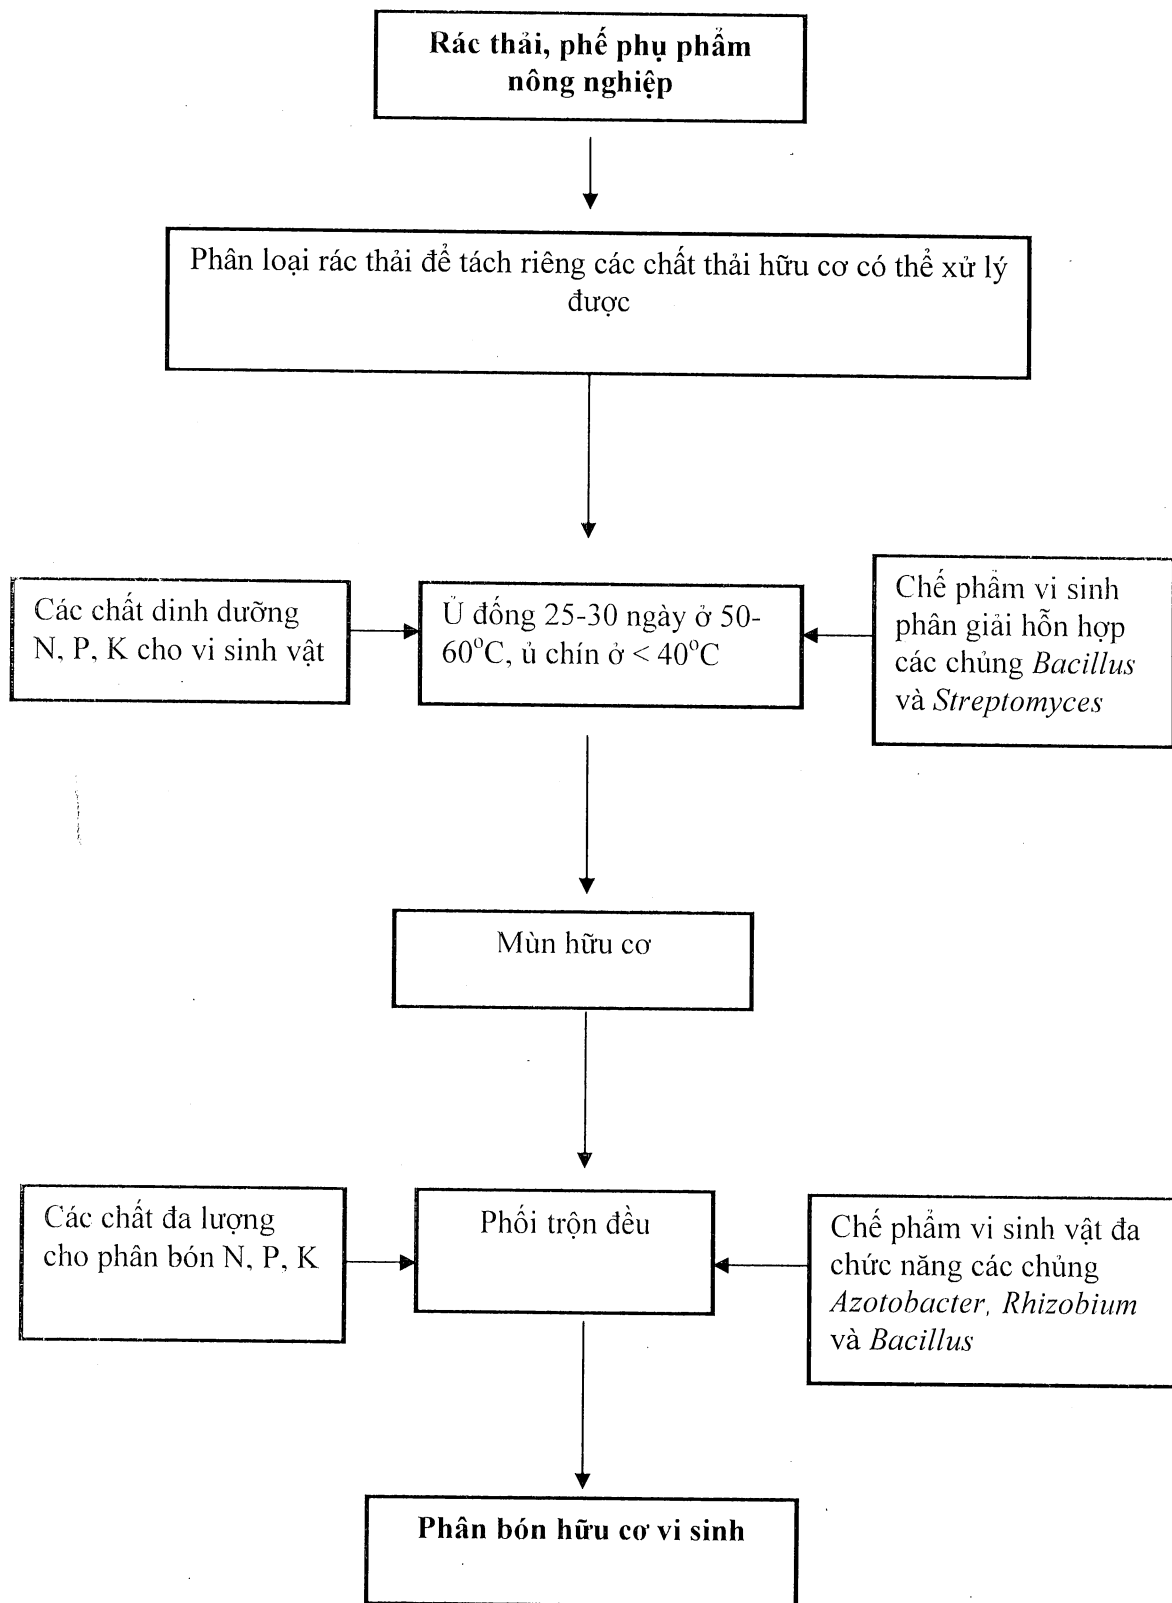 Rác thải, phế phụ phẩm
nông nghiệp
Phân loại rác thải để tách riêng các chất thải hữu cơ có thể xử lý
được
Các chất dinh dưỡng
N, P, K cho vi sinh vật
Ủ đống 25-30 ngày ở 50-
60°C, ủ chín ở < 40°C
Chế phẩm vi sinh
phân giải hỗn hợp
các chủng Bacillus
và Streptomyces
Mùn hữu cơ
Các chất đa lượng
cho phân bón N, P, K
Phối trộn đều
Chế phẩm vi sinh vật đa
chức năng các chủng
Azotobacter, Rhizobium
và Bacillus
Phân bón hữu cơ vi sinh